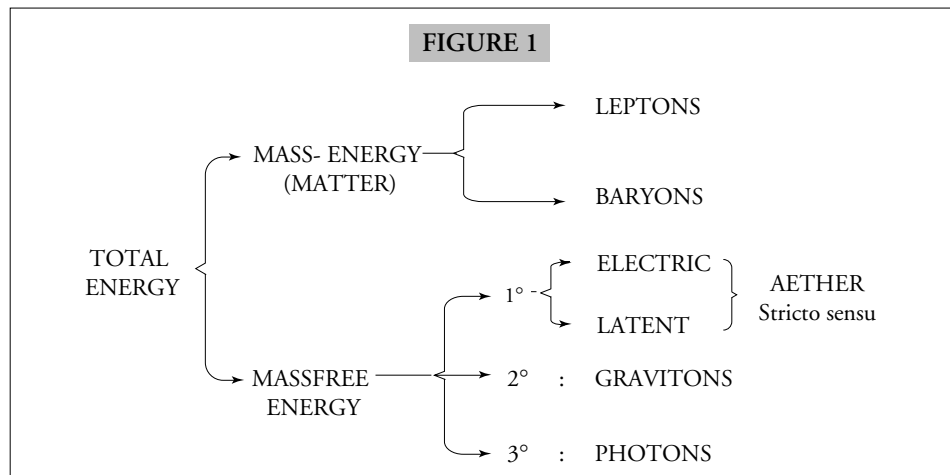 FIGURE 1
LEPTONS
MASS- ENERGY
(MATTER)
BARYONS
TOTAL
ENERGY
ELECTRIC
1°
AETHER
Stricto sensu
LATENT
MASSFREE
ENERGY
2° : GRAVITONS
3° : PHOTONS